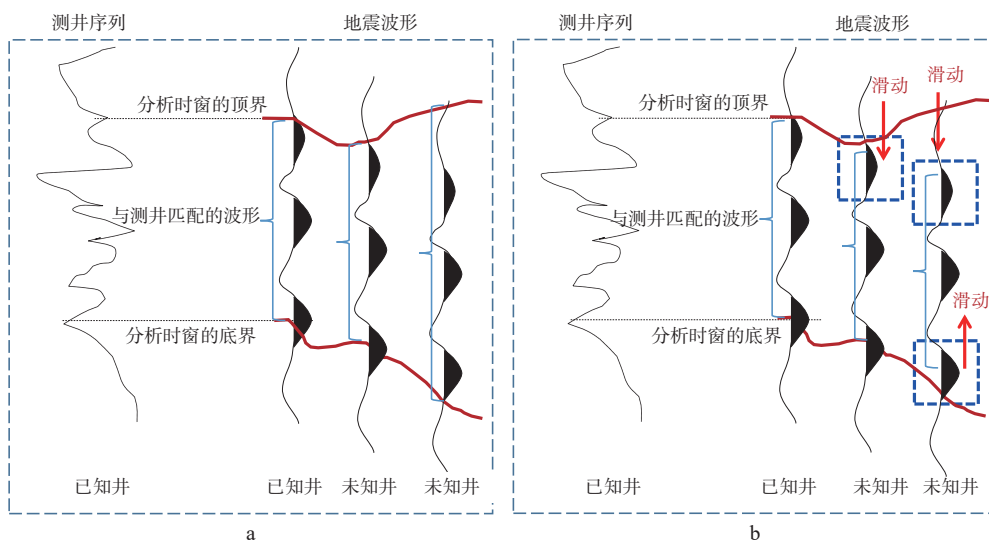 测井序列
地震波形
分析时窗的顶界
与测井匹配的波形
分析时窗的底界
已知井
已知井
未知井
未知井
a
测井序列
地震波形
滑动
滑动
分析时窗的顶界
与测井匹配的波形
滑动
分析时窗的底界
已知井
已知井
未知井
未知井
b